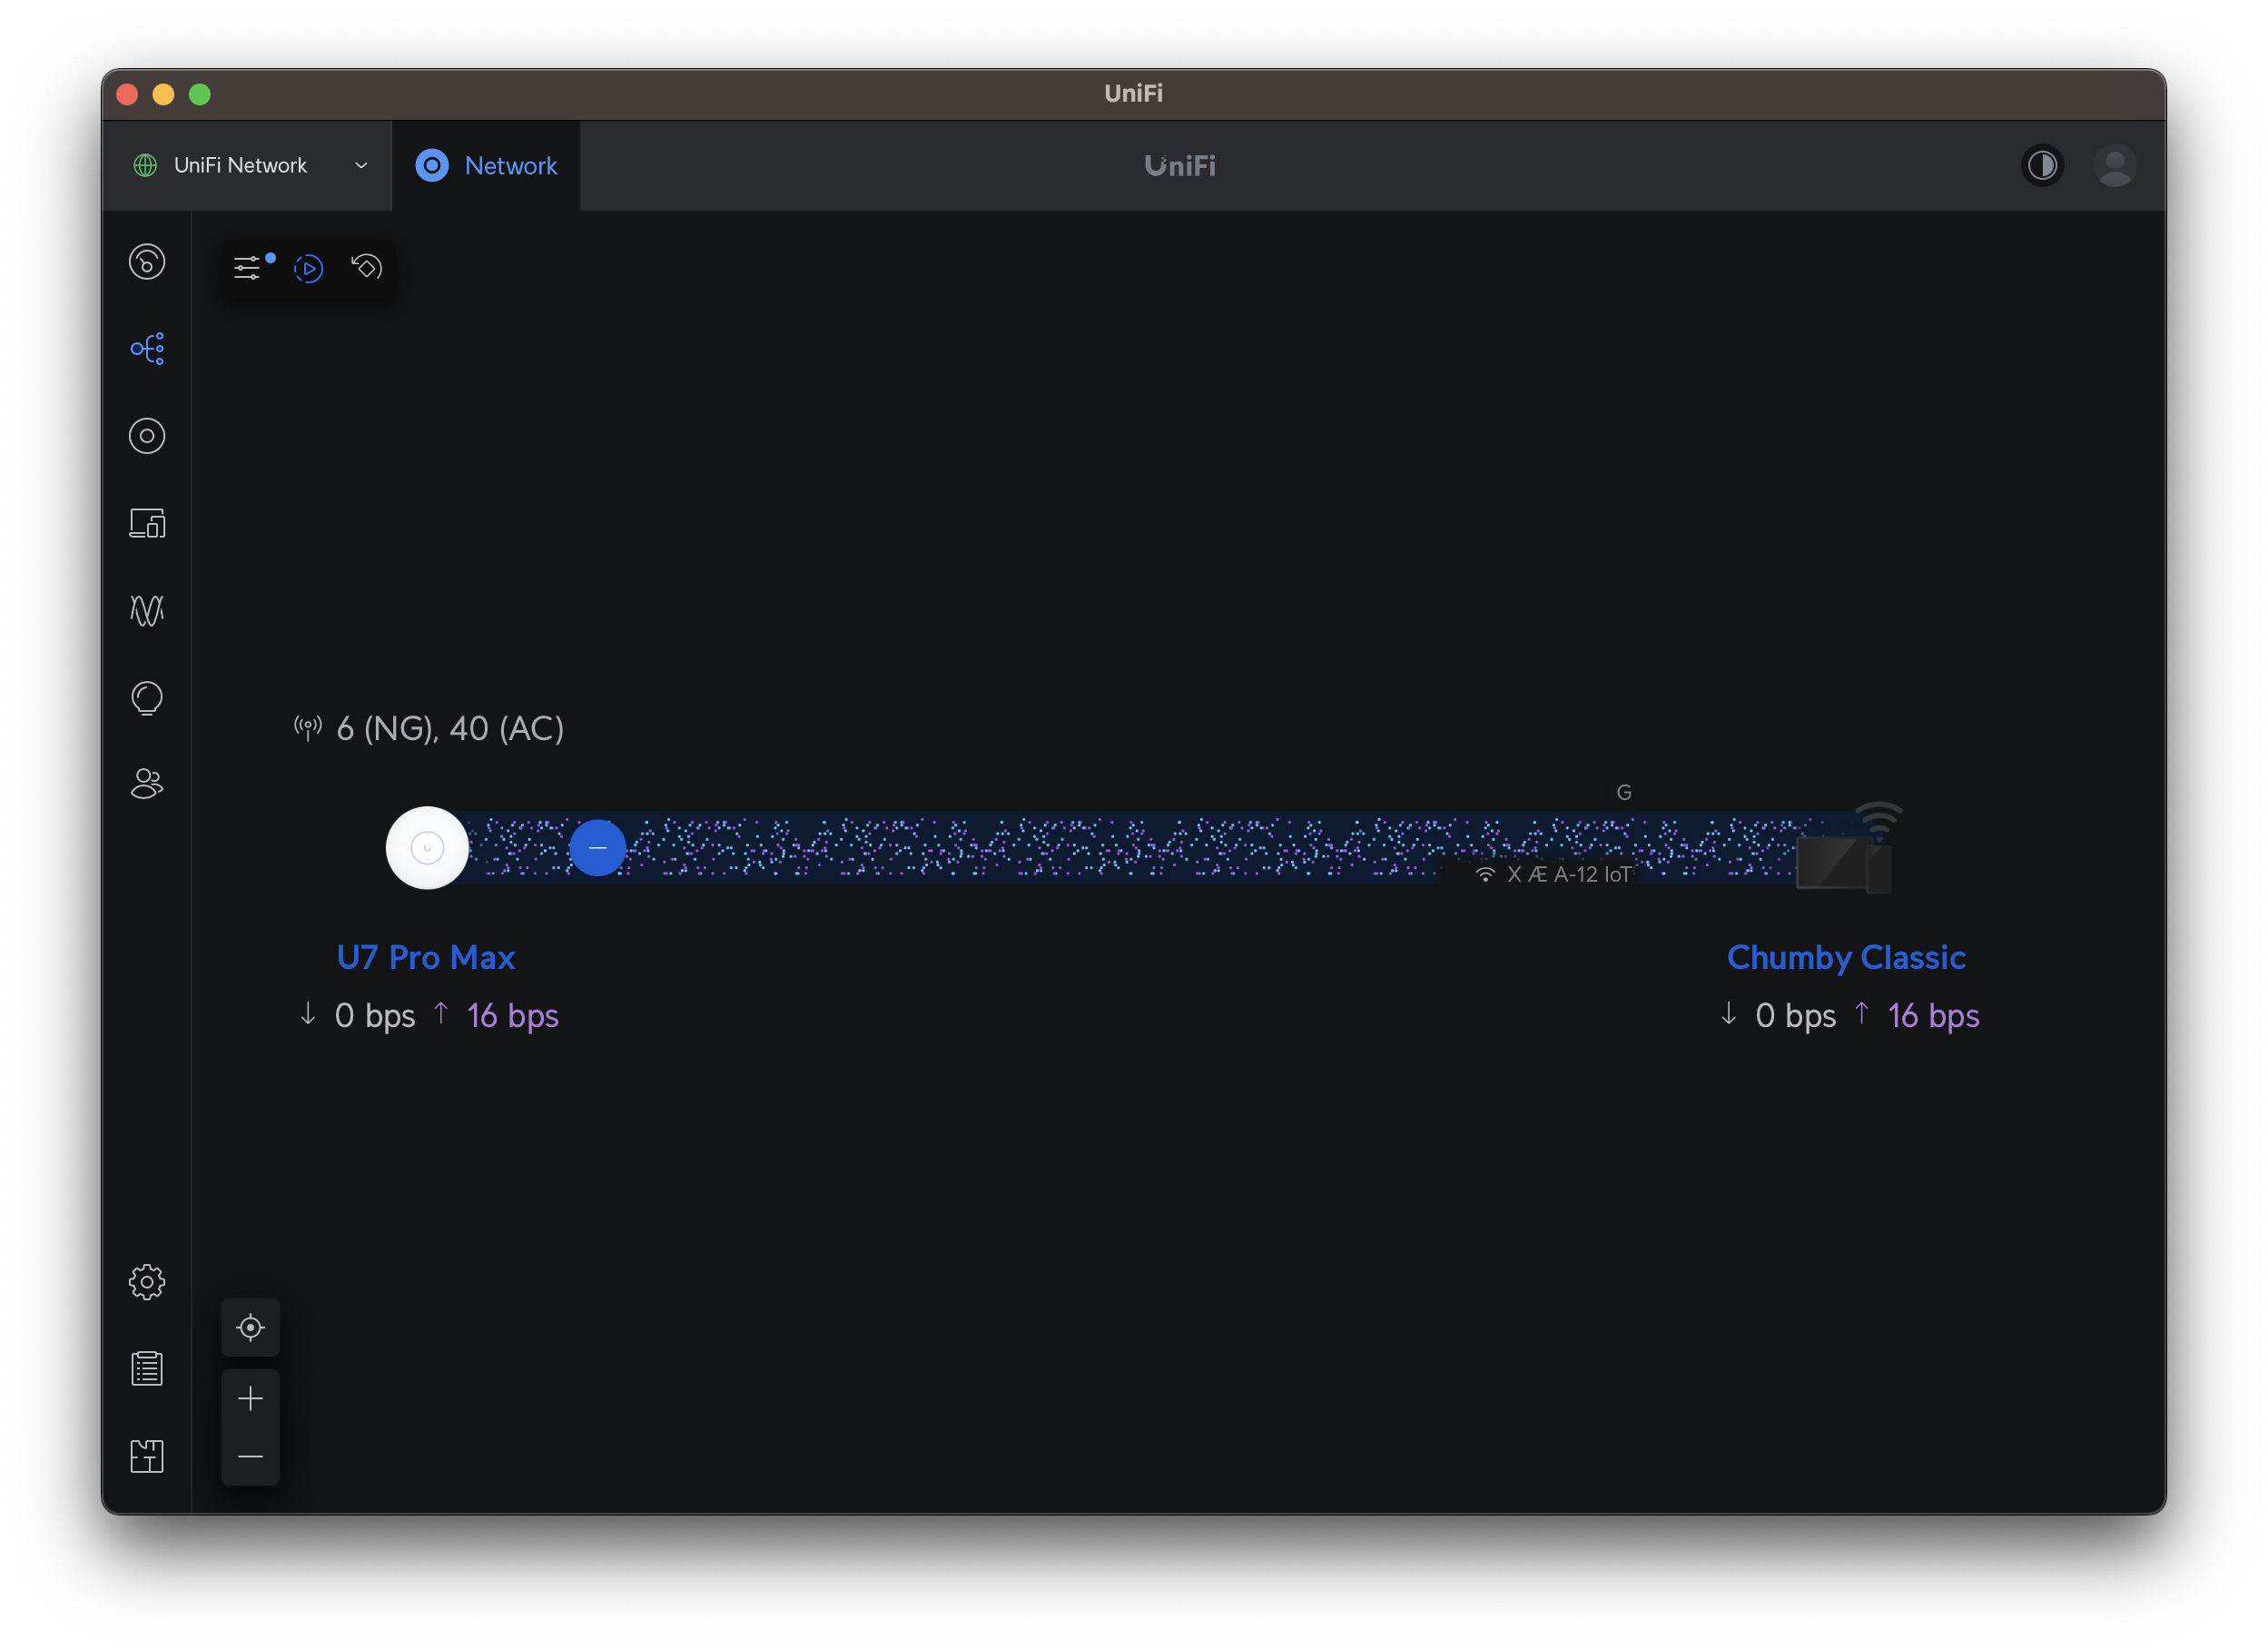 UniFi
UniFi Network
Network
UniFi
6 (NG), 40 (AC)
G
X Æ A-12 IoT
U7 Pro Max
↓ 0 bps ↑ 16 bps
Chumby Classic
↓ 0 bps ↑ 16 bps